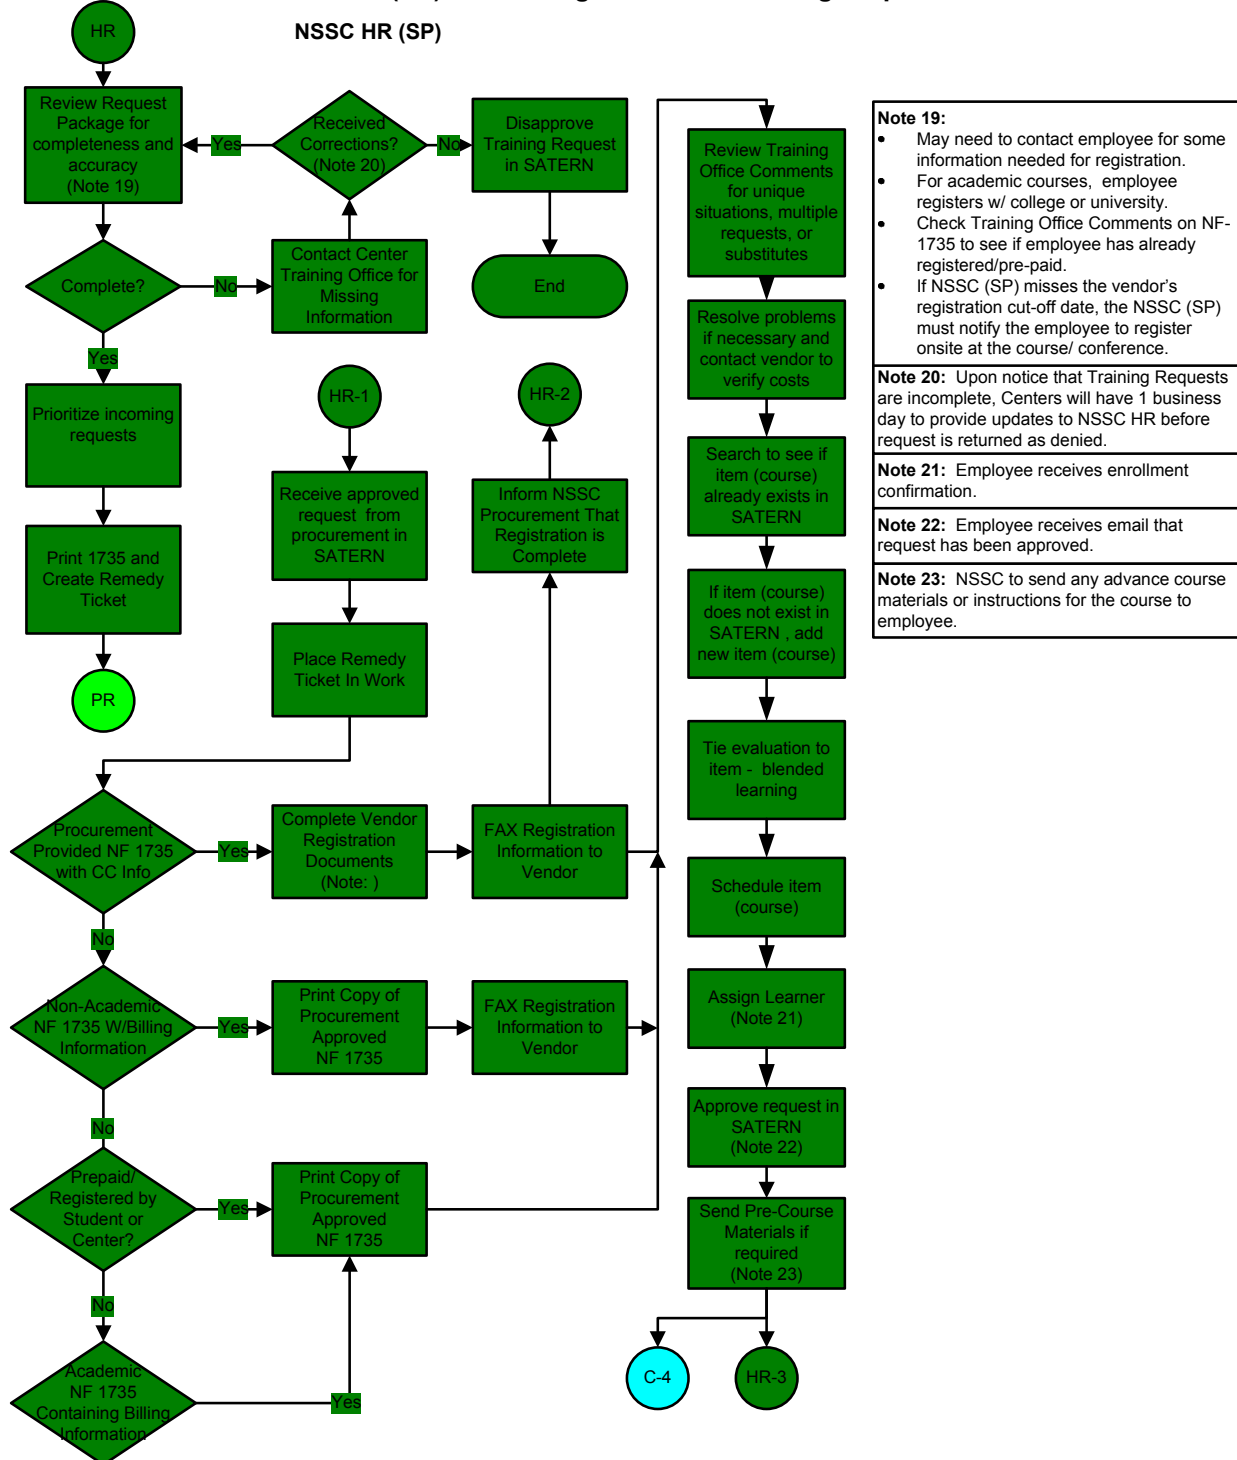 NSSC HR (SP)
HR
Review Request
Package for
completeness and
accuracy
(Note 19)
Yes
Received
Corrections?
(Note 20)
No
Disapprove
Training Request
in SATERN
Complete?
No
Contact Center
Training Office for
Missing
Information
End
Yes
Prioritize incoming
requests
Print 1735 and
Create Remedy
Ticket
PR
HR-1
Receive approved
request from
procurement in
SATERN
Place Remedy
Ticket In Work
HR-2
Inform NSSC
Procurement That
Registration is
Complete
Procurement
Provided NF 1735
with CC Info
Yes
Complete Vendor
Registration
Documents
(Note: )
FAX Registration
Information to
Vendor
No
Non-Academic
NF 1735 W/Billing
Information
Yes
Print Copy of
Procurement
Approved
NF 1735
FAX Registration
Information to
Vendor
No
Prepaid/
Registered by
Student or
Center?
Yes
Print Copy of
Procurement
Approved
NF 1735
No
Academic
NF 1735
Containing Billing
Information
Yes
Review Training
Office Comments
for unique
situations, multiple
requests, or
substitutes
Resolve problems
if necessary and
contact vendor to
verify costs
Search to see if
item (course)
already exists in
SATERN
If item (course)
does not exist in
SATERN , add
new item (course)
Tie evaluation to
item - blended
learning
Schedule item
(course)
Assign Learner
(Note 21)
Approve request in
SATERN
(Note 22)
Send Pre-Course
Materials if
required
(Note 23)
C-4
HR-3
Note 19:
• May need to contact employee for some
information needed for registration.
• For academic courses, employee
registers w/ college or university.
• Check Training Office Comments on NF-
1735 to see if employee has already
registered/pre-paid.
• If NSSC (SP) misses the vendor's
registration cut-off date, the NSSC (SP)
must notify the employee to register
onsite at the course/ conference.
Note 20: Upon notice that Training Requests
are incomplete, Centers will have 1 business
day to provide updates to NSSC HR before
request is returned as denied.
Note 21: Employee receives enrollment
confirmation.
Note 22: Employee receives email that
request has been approved.
Note 23: NSSC to send any advance course
materials or instructions for the course to
employee.